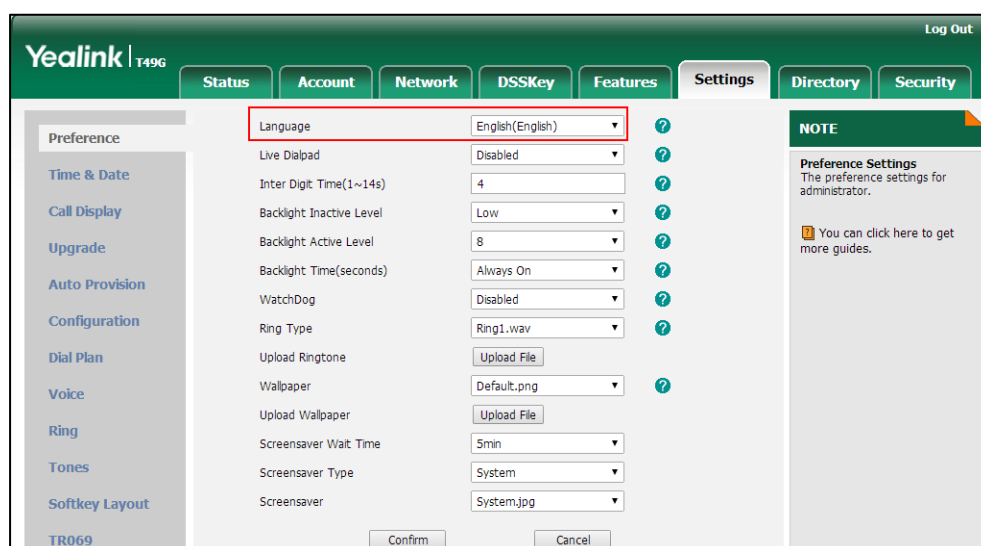 Log Out
Yealink | T49G
Status Account Network DSSKey Features Settings Directory Security
Preference
Time & Date
Call Display
Upgrade
Auto Provision
Configuration
Dial Plan
Voice
Ring
Tones
Softkey Layout
TR069
Language English(English) ?
Live Dialpad Disabled ?
Inter Digit Time(1~14s) 4 ?
Backlight Inactive Level Low ?
Backlight Active Level 8 ?
Backlight Time(seconds) Always On ?
WatchDog Disabled ?
Ring Type Ring1.wav ?
Upload Ringtone Upload File
Wallpaper Default.png ?
Upload Wallpaper Upload File
Screensaver Wait Time 5min
Screensaver Type System
Screensaver System.jpg
Confirm Cancel
NOTE
Preference Settings
The preference settings for
administrator.
? You can click here to get
more guides.